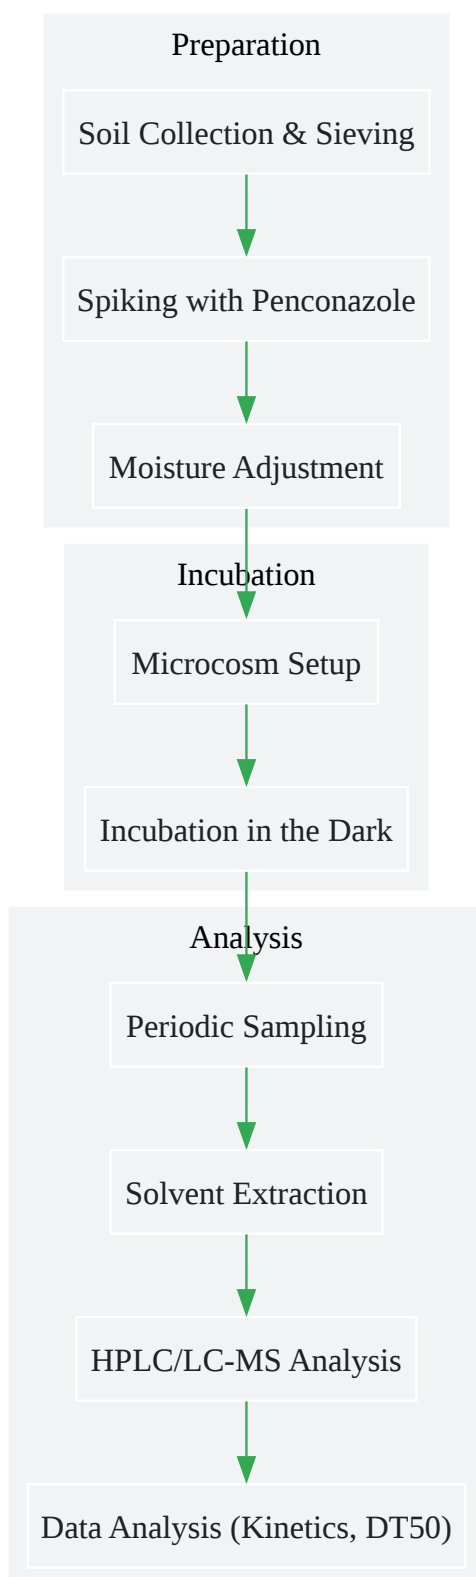 Preparation
Soil Collection & Sieving
Spiking with Penconazole
Moisture Adjustment
Incubation
Microcosm Setup
Incubation in the Dark
Analysis
Periodic Sampling
Solvent Extraction
HPLC/LC-MS Analysis
Data Analysis (Kinetics, DT50)